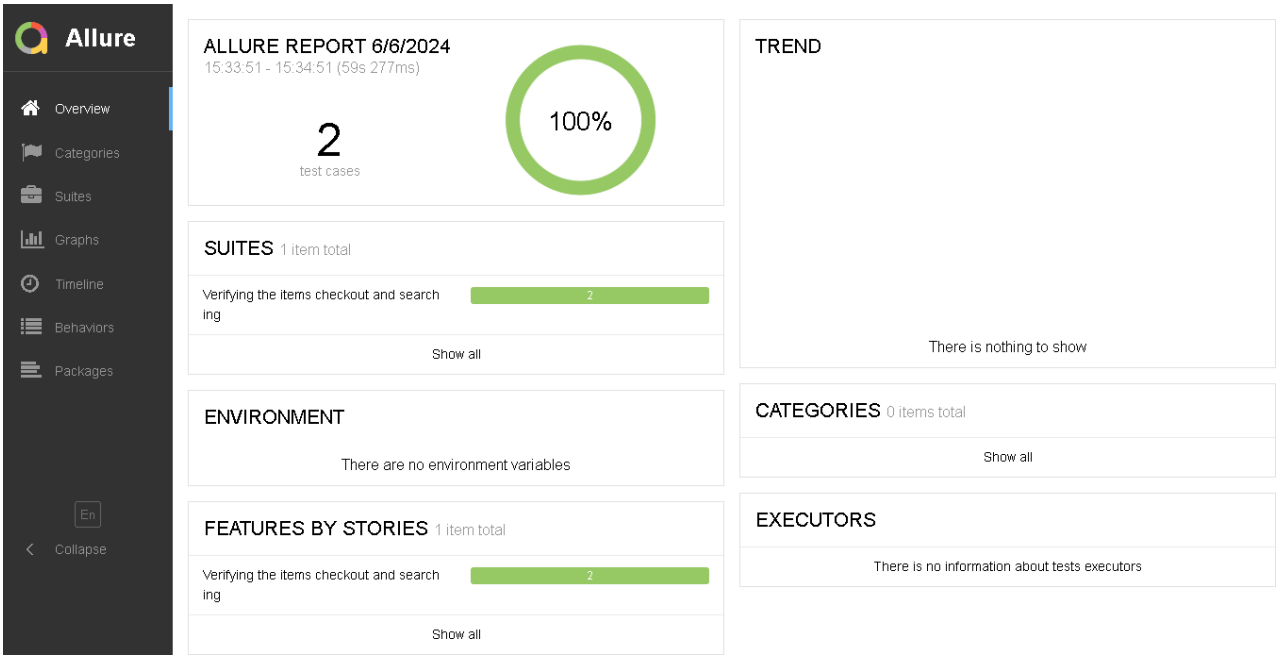 Allure
Overview
Categories
Suites
Graphs
Timeline
Behaviors
Packages
En
Collapse
ALLURE REPORT 6/6/2024
15:33:51 - 15:34:51 (59s 277ms)
2
test cases
100%
SUITES 1 item total
Verifying the items checkout and search
ing
2
Show all
ENVIRONMENT
There are no environment variables
FEATURES BY STORIES 1 item total
Verifying the items checkout and search
ing
2
Show all
TREND
There is nothing to show
CATEGORIES 0 items total
Show all
EXECUTORS
There is no information about tests executors